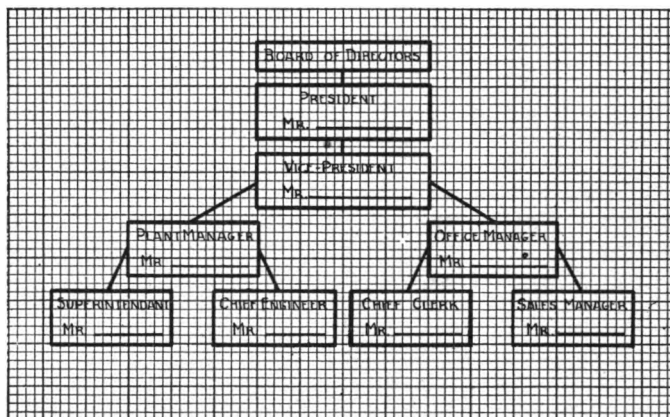 BOARD OF DIRECTORS
PRESIDENT
MR.
VICE-PRESIDENT
MR.
PLANT MANAGER
MR
OFFICE MANAGER
MR.
SUPERINTENDANT
MR.
CHIEF ENGINEER
MR.
CHIEF CLERK
MR.
SALES MANAGER
MR.